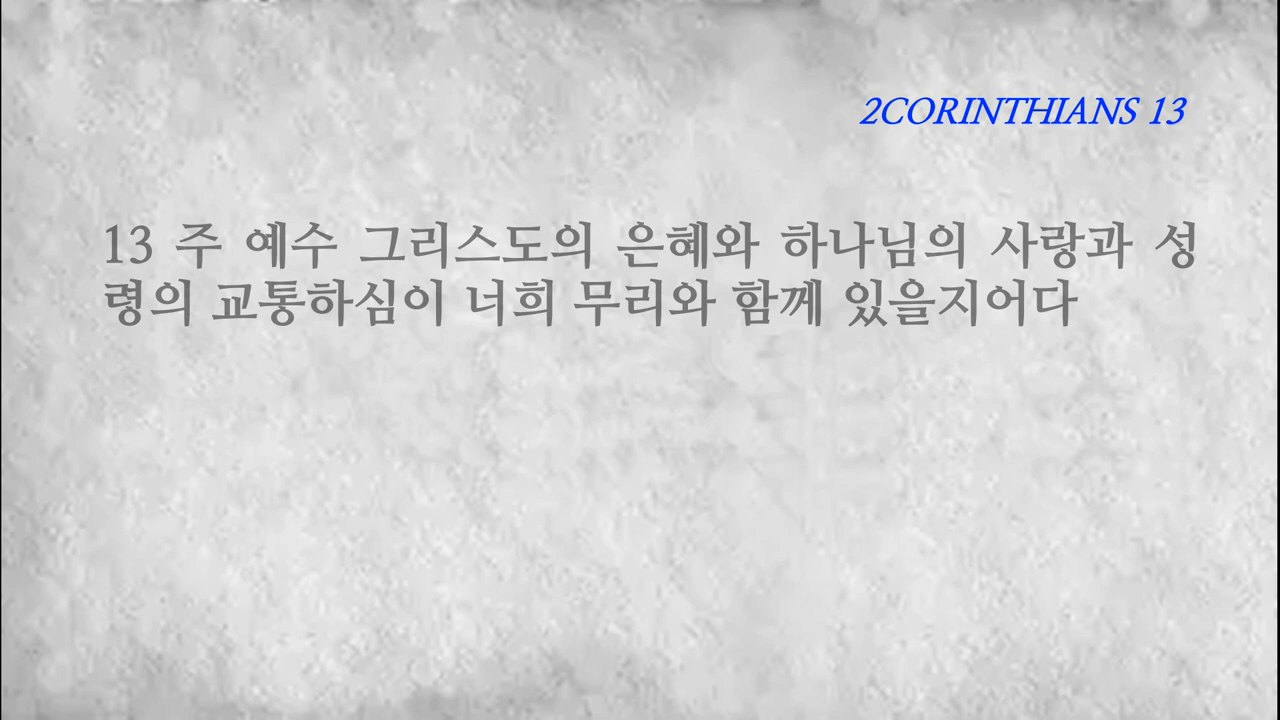 2CORINTHIANS 13
13 주 예수 그리스도의 은혜와 하나님의 사랑과 성
령의 교통하심이 너희 무리와 함께 있을지어다